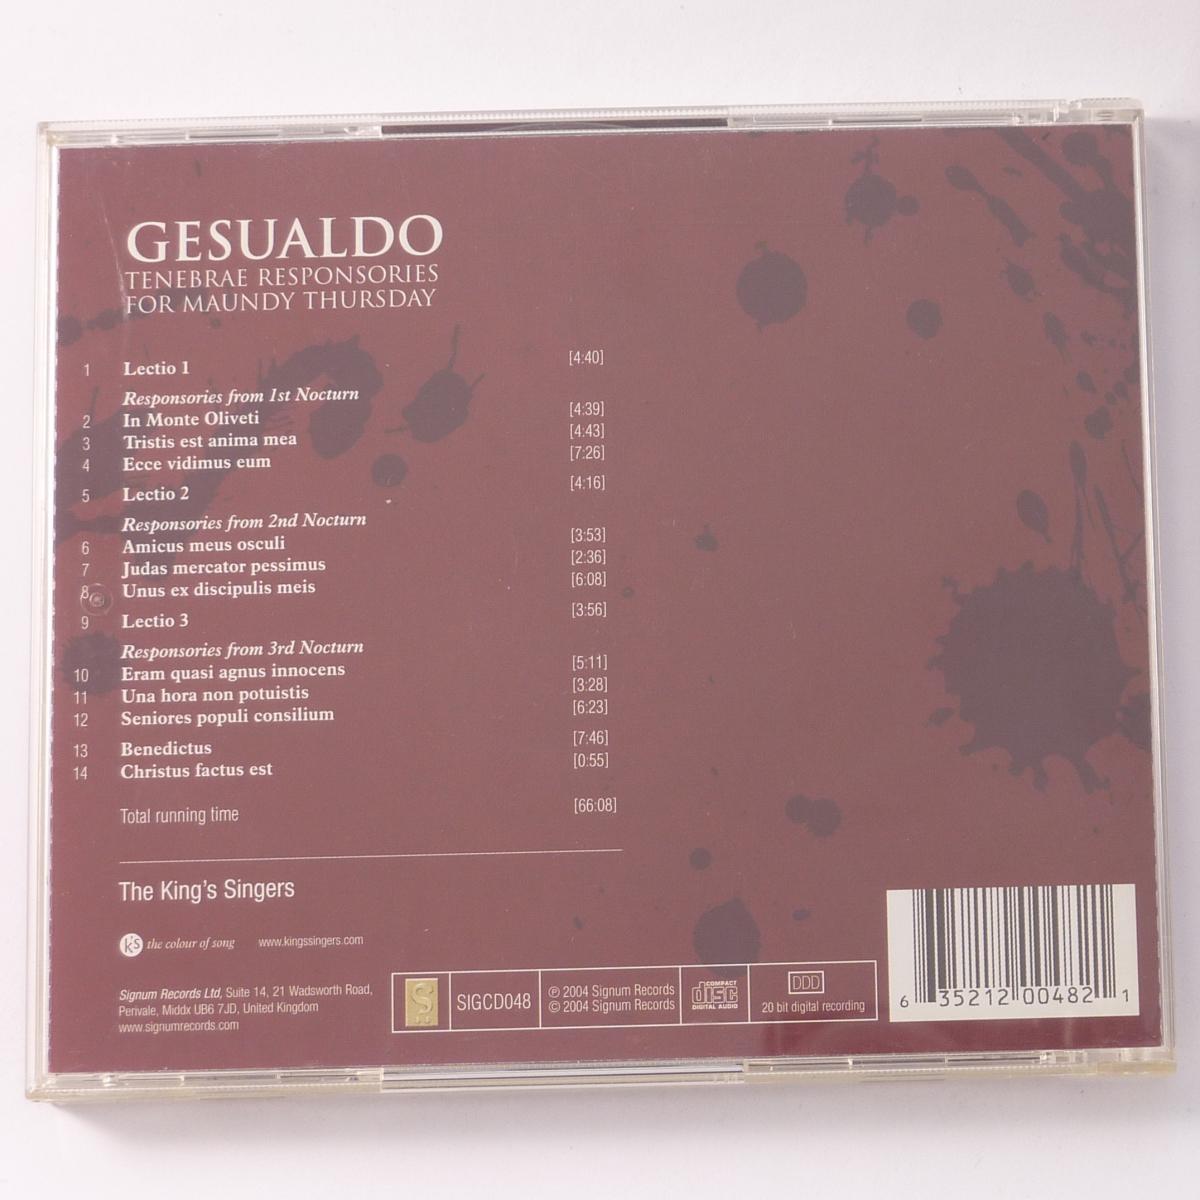 GESUALDO
TENEBRAE RESPONSORIES
FOR MAUNDY THURSDAY
1 Lectio 1 [4:40]
Responsories from 1st Nocturn
2 In Monte Oliveti [4:39]
3 Tristis est anima mea [4:43]
4 Ecce vidimus eum [7:26]
5 Lectio 2 [4:16]
Responsories from 2nd Nocturn
6 Amicus meus osculi [3:53]
7 Judas mercator pessimus [2:36]
8 Unus ex discipulis meis [6:08]
9 Lectio 3 [3:56]
Responsories from 3rd Nocturn
10 Eram quasi agnus innocens [5:11]
11 Una hora non potuistis [3:28]
12 Seniores populi consilium [6:23]
13 Benedictus [7:46]
14 Christus factus est [0:55]
Total running time [66:08]
The King's Singers
k's the colour of song www.kingssingers.com
Signum Records Ltd, Suite 14, 21 Wadsworth Road,
Perivale, Middx UB6 7JD, United Kingdom
www.signumrecords.com
S
SIGCD048
℗ 2004 Signum Records
© 2004 Signum Records
COMPACT
disc
DIGITAL AUDIO
DDD
20 bit digital recording
6 35212 00482 1